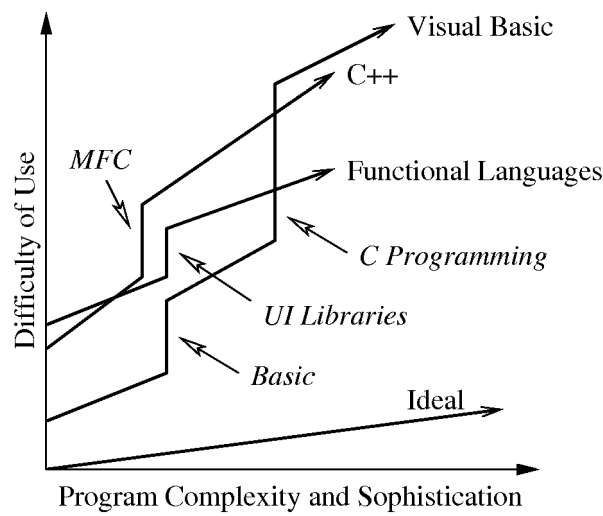 Visual Basic
C++
MFC
Functional Languages
C Programming
UI Libraries
Basic
Ideal
Difficulty of Use
Program Complexity and Sophistication